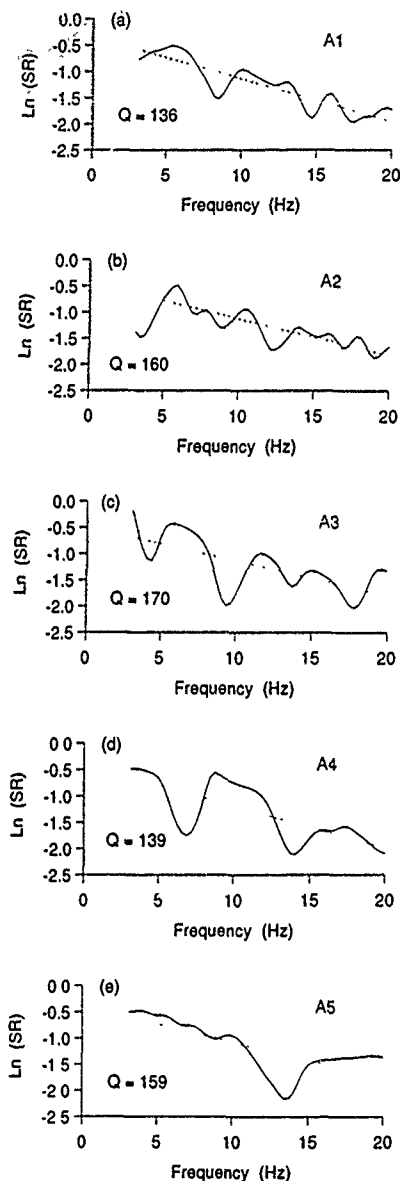 (a)
A1
0.0
-0.5
-1.0
-1.5
-2.0
-2.5
Ln (SR)
Q = 136
0 5 10 15 20
Frequency (Hz)
(b)
A2
0.0
-0.5
-1.0
-1.5
-2.0
-2.5
Ln (SR)
Q = 160
0 5 10 15 20
Frequency (Hz)
(c)
A3
0.0
-0.5
-1.0
-1.5
-2.0
-2.5
Ln (SR)
Q = 170
0 5 10 15 20
Frequency (Hz)
(d)
A4
0 0
-0.5
-1.0
-1.5
-2.0
-2.5
Ln (SR)
Q = 139
0 5 10 15 20
Frequency (Hz)
(e)
A5
0 0
-0.5
-1.0
-1.5
-2 0
-2 5
Ln (SR)
Q = 159
0 5 10 15 20
Frequency (Hz)